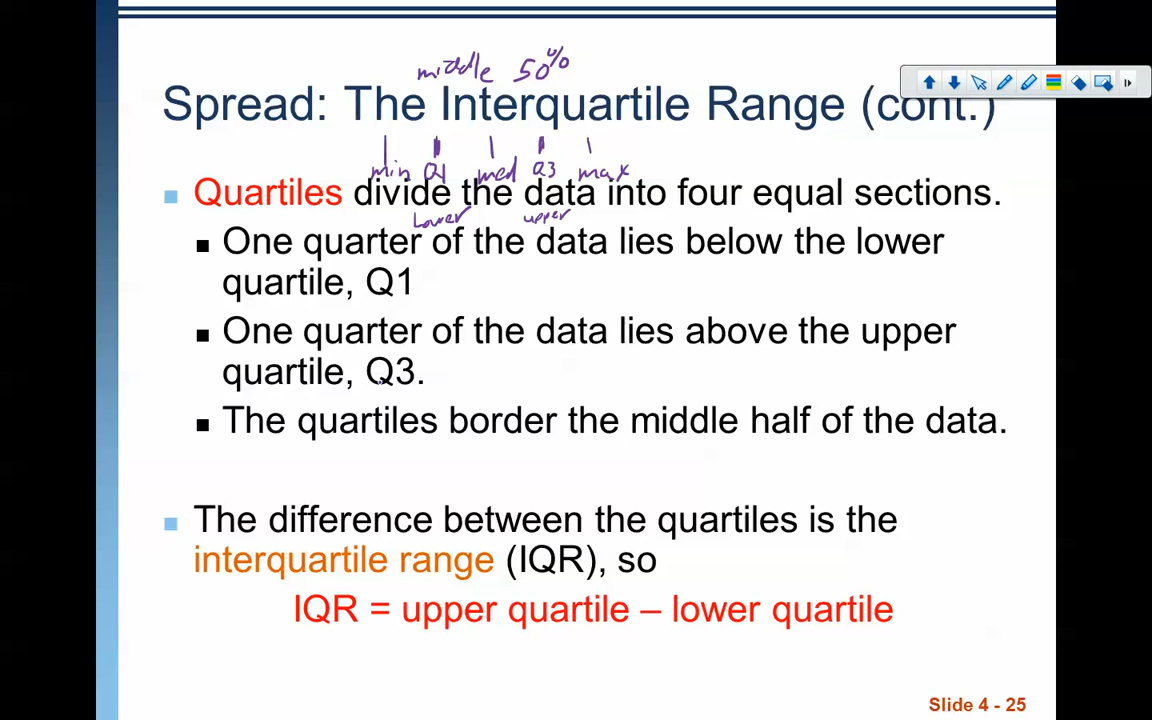 middle 50%
Spread: The Interquartile Range (cont.)
min Q1 med Q3 max
Quartiles divide the data into four equal sections.
Lower upper
One quarter of the data lies below the lower
quartile, Q1
One quarter of the data lies above the upper
quartile, Q3.
The quartiles border the middle half of the data.
The difference between the quartiles is the
interquartile range (IQR), so
IQR = upper quartile – lower quartile
Slide 4 - 25